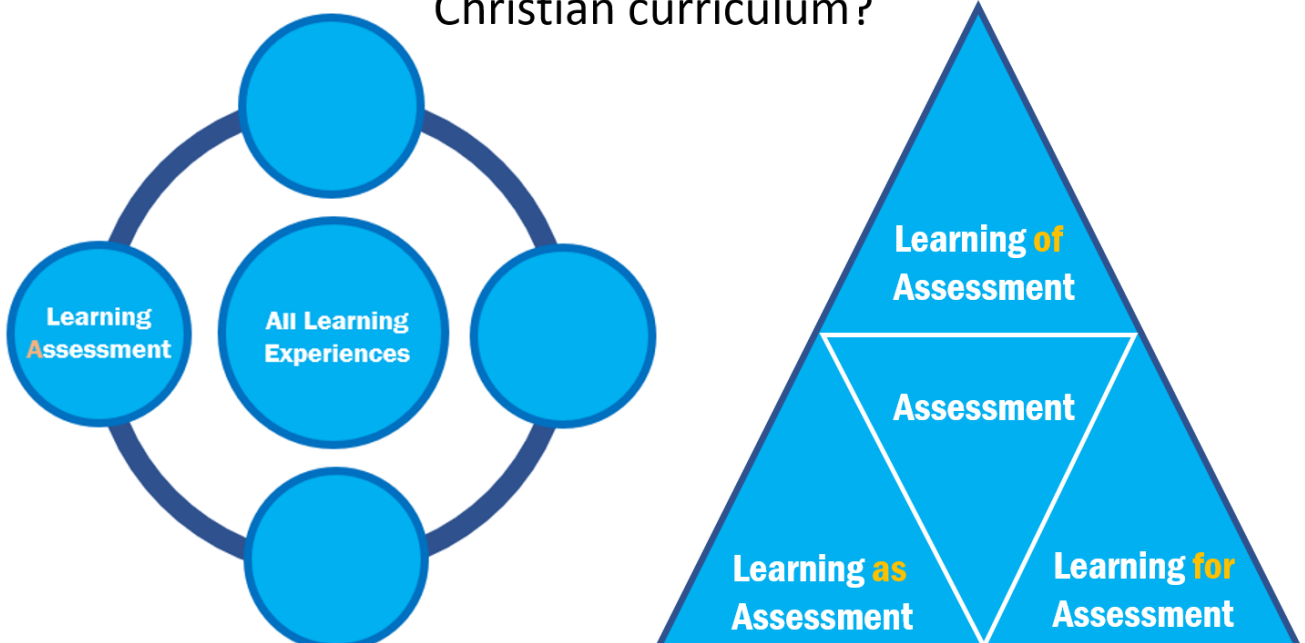 Christian curriculum?
Learning
Assessment
All Learning
Experiences
Learning of
Assessment
Assessment
Learning as
Assessment
Learning for
Assessment